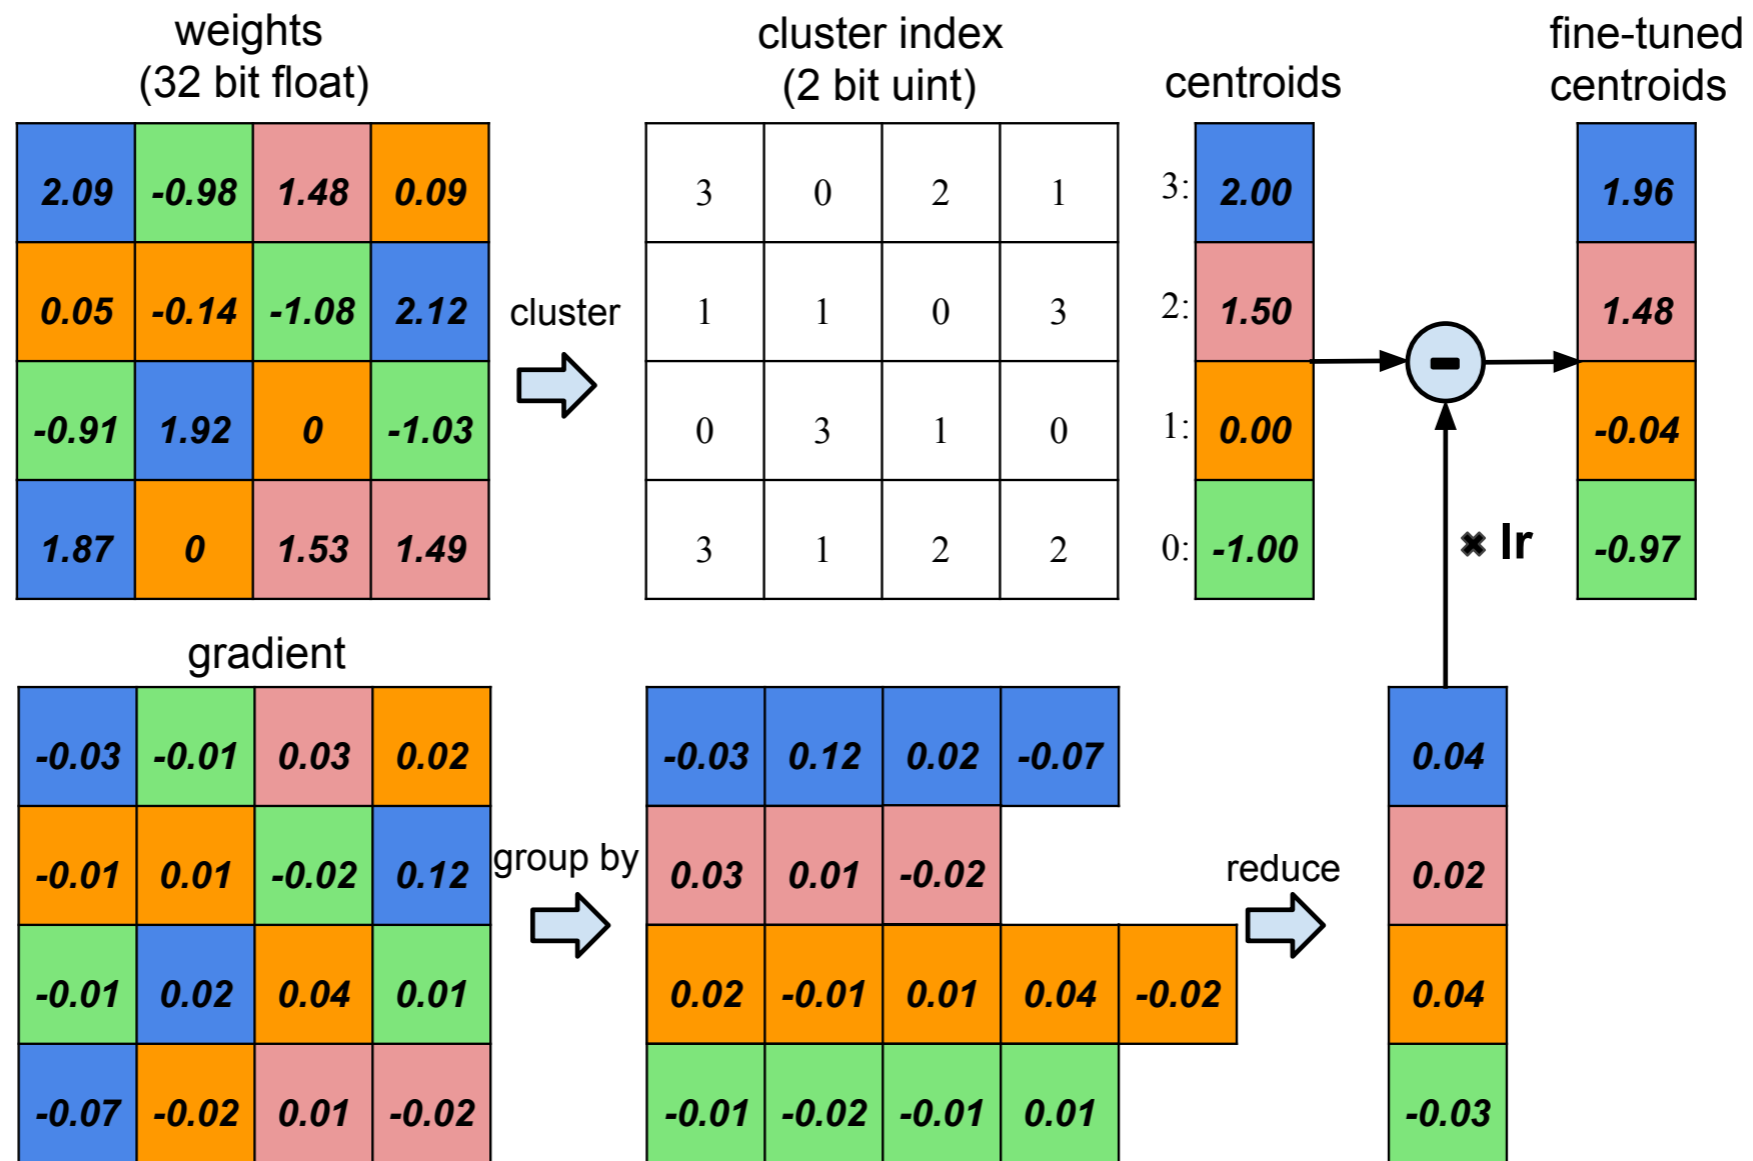 weights
(32 bit float)
cluster index
(2 bit uint)
centroids
fine-tuned
centroids
2.09 -0.98 1.48 0.09
3 0 2 1
3: 2.00
1.96
0.05 -0.14 -1.08 2.12
cluster
1 1 0 3
2: 1.50
1.48
-
-0.91 1.92 0 -1.03
0 3 1 0
1: 0.00
-0.04
1.87 0 1.53 1.49
3 1 2 2
0: -1.00
× lr
-0.97
gradient
-0.03 -0.01 0.03 0.02
-0.03 0.12 0.02 -0.07
0.04
-0.01 0.01 -0.02 0.12
group by
0.03 0.01 -0.02
reduce
0.02
-0.01 0.02 0.04 0.01
0.02 -0.01 0.01 0.04 -0.02
0.04
-0.07 -0.02 0.01 -0.02
-0.01 -0.02 -0.01 0.01
-0.03